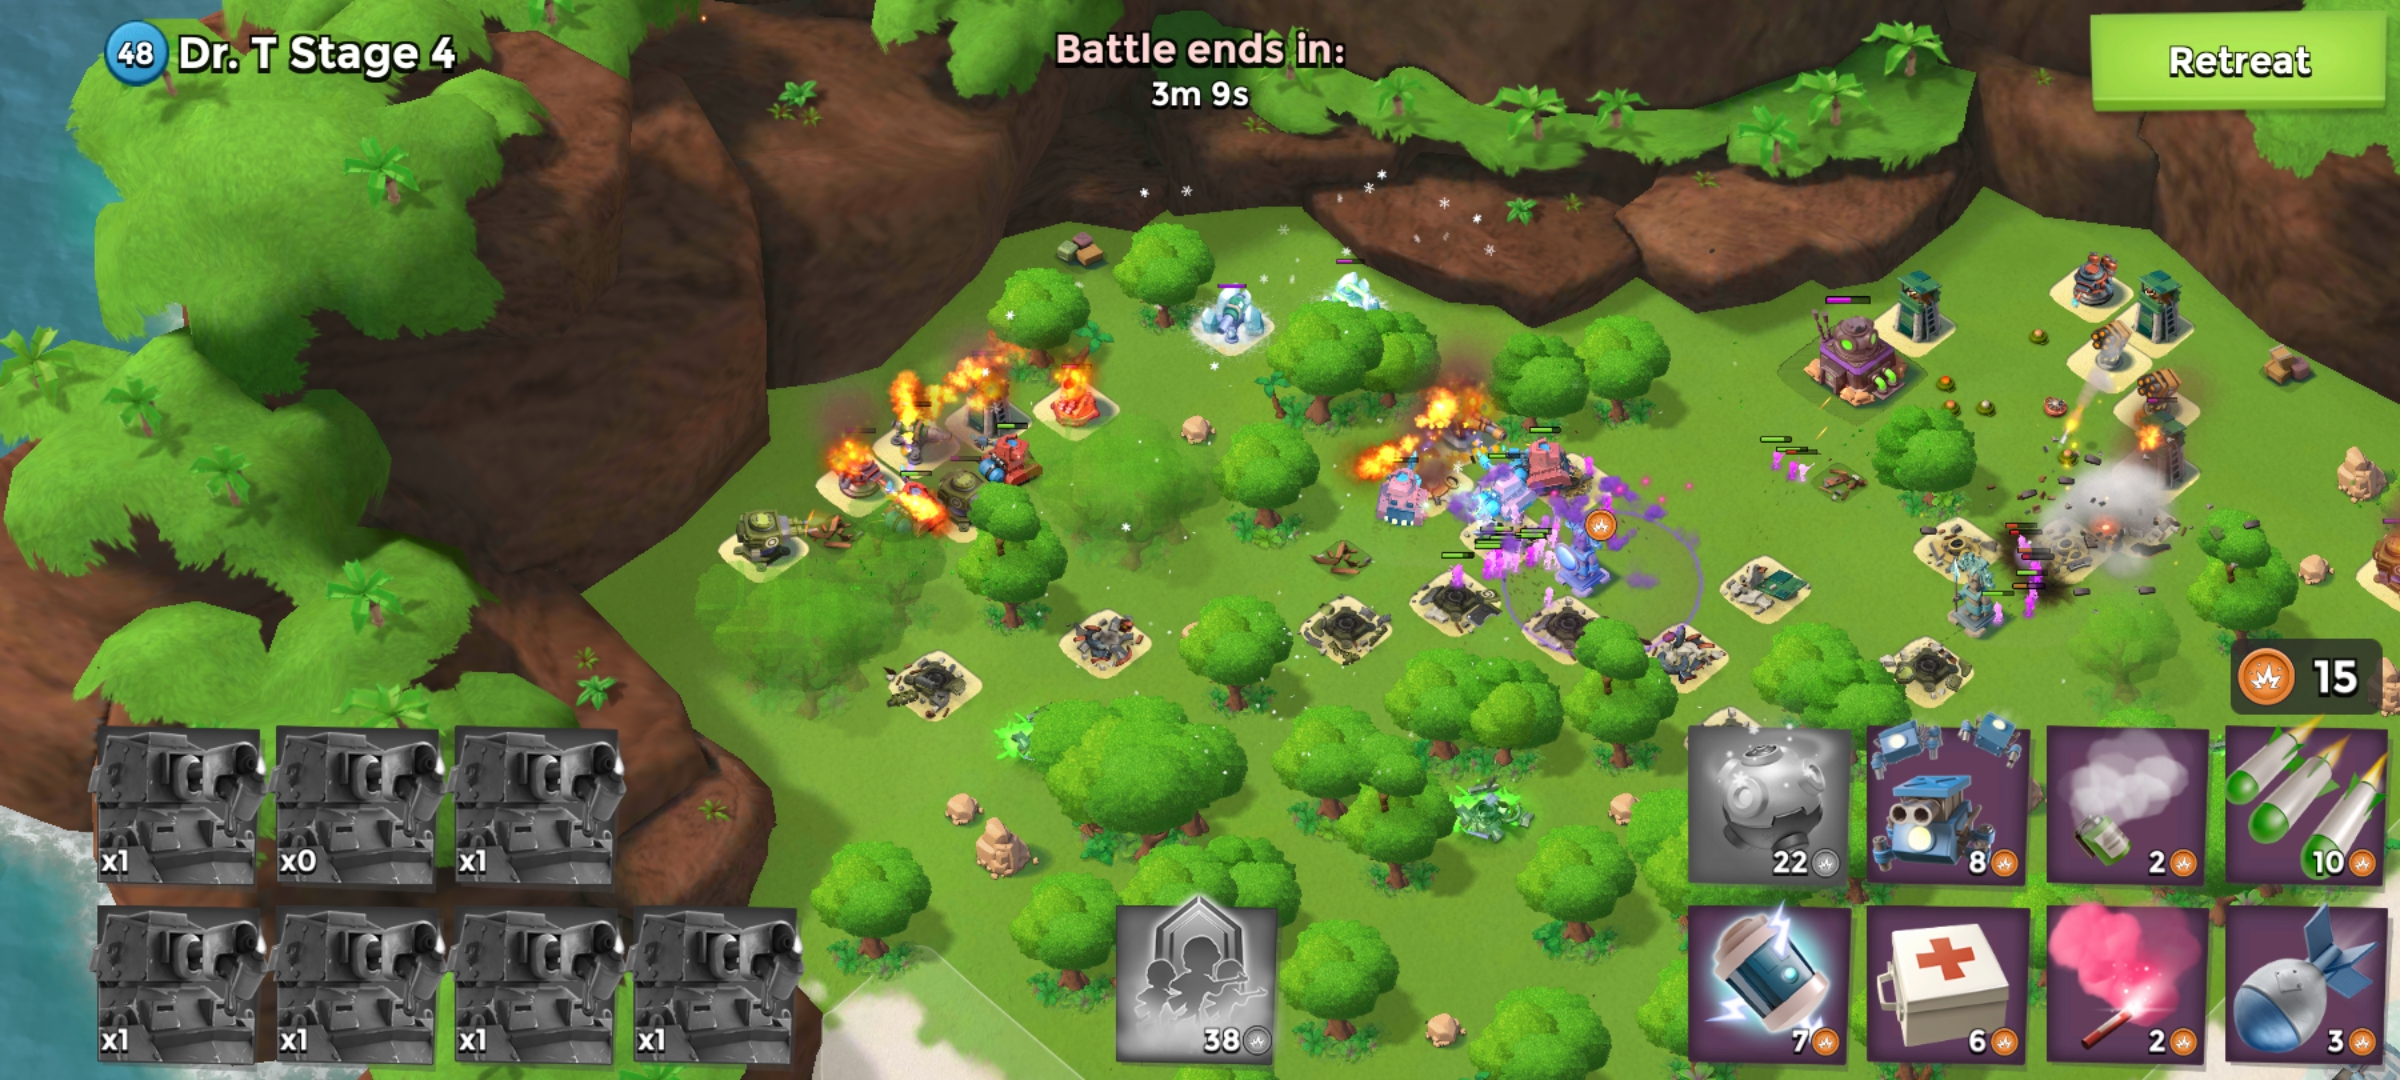 48 Dr. T Stage 4
Battle ends in:
3m 9s
Retreat
15
x1
x0
x1
22
8
2
10
x1
x1
x1
x1
38
7
6
2
3